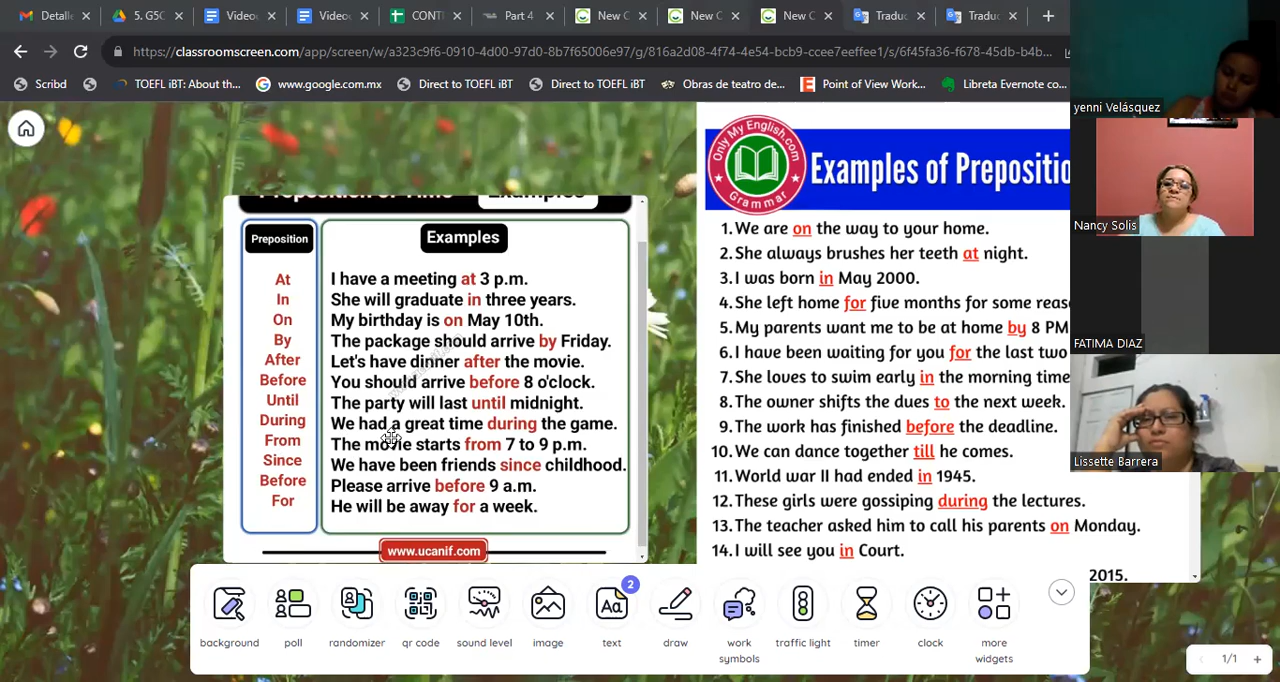 Detalle
5. G5C
Video
Video
CONT
Part 4
New C
New C
New C
Traduc
Traduc
https://classroomscreen.com/app/screen/w/a323c9f6-0910-4d00-97d0-8b7f65006e97/g/816a2d08-4f74-4e54-bcb9-ccee7eeffee1/s/6f45fa36-f678-45db-b4b...
Scribd
TOEFL iBT: About th...
www.google.com.mx
Direct to TOEFL iBT
Direct to TOEFL iBT
Obras de teatro de...
Point of View Work...
Libreta Evernote co...
yenni Velásquez
Nancy Solis
FATIMA DIAZ
Lissette Barrera
Preposition of Time Examples
Preposition Examples
At I have a meeting at 3 p.m.
In She will graduate in three years.
On My birthday is on May 10th.
By The package should arrive by Friday.
After Let's have dinner after the movie.
Before You should arrive before 8 o'clock.
Until The party will last until midnight.
During We had a great time during the game.
From The movie starts from 7 to 9 p.m.
Since We have been friends since childhood.
Before Please arrive before 9 a.m.
For He will be away for a week.
www.ucanif.com
OnlyMyEnglish.com
Grammar
Examples of Prepositio
1. We are on the way to your home.
2. She always brushes her teeth at night.
3. I was born in May 2000.
4. She left home for five months for some reas
5. My parents want me to be at home by 8 PM
6. I have been waiting for you for the last two
7. She loves to swim early in the morning time
8. The owner shifts the dues to the next week.
9. The work has finished before the deadline.
10. We can dance together till he comes.
11. World war II had ended in 1945.
12. These girls were gossiping during the lectures.
13. The teacher asked him to call his parents on Monday.
14. I will see you in Court.
2015.
background
poll
randomizer
qr code
sound level
image
2
Aa
text
draw
work
symbols
traffic light
timer
clock
more
widgets
1/1